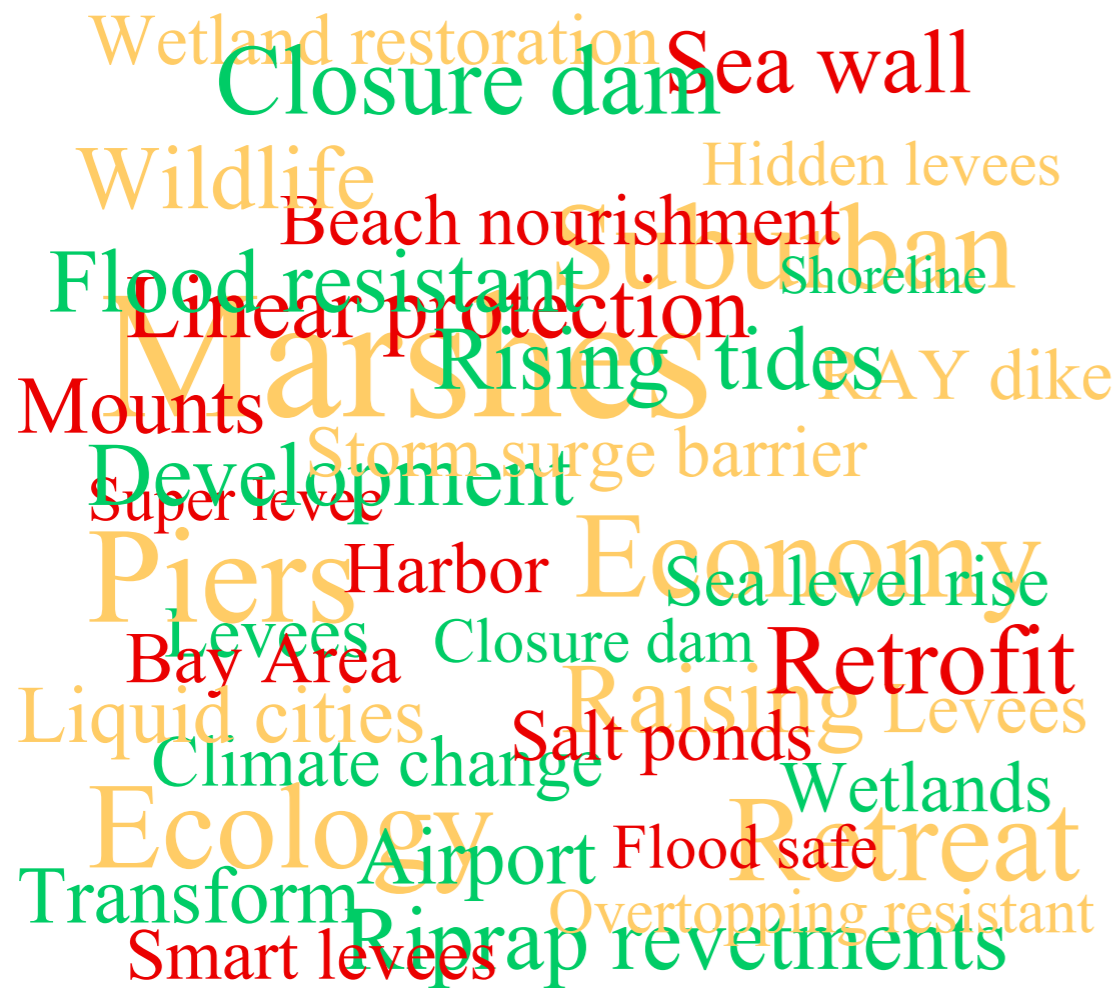 Wetland restoration
Sea wall
Closure dam
Wildlife
Hidden levees
Beach nourishment
Suburban
Flood resistant
Shoreline
Linear protection
Marshes
Rising tides
RAY dike
Mounts
Storm surge barrier
Development
Super levee
Piers
Economy
Harbor
Sea level rise
Levees
Closure dam
Bay Area
Retrofit
Raising Levees
Liquid cities
Salt ponds
Climate change
Wetlands
Ecology
Retreat
Airport
Flood safe
Transform
Overtopping resistant
Riprap revetments
Smart levees